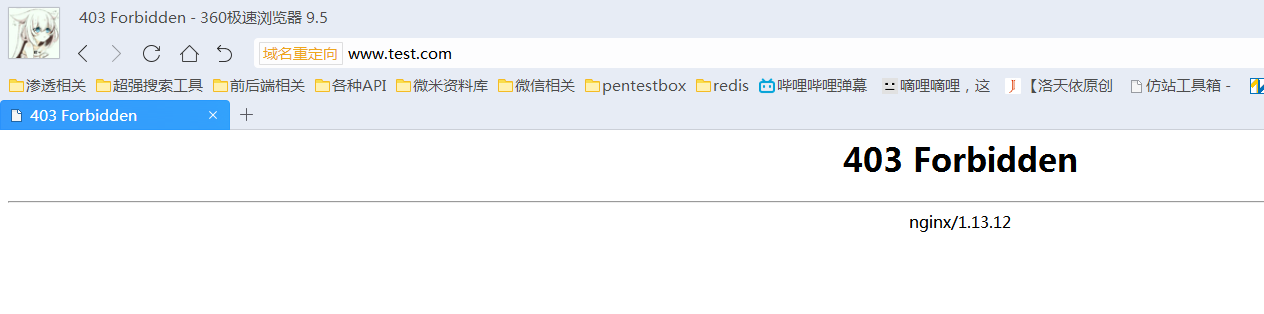 403 Forbidden - 360极速浏览器 9.5
域名重定向 www.test.com
渗透相关 超强搜索工具 前后端相关 各种API 微米资料库 微信相关 pentestbox redis 哔哩哔哩弹幕 嘀哩嘀哩，这 【洛天依原创 仿站工具箱 -
403 Forbidden
403 Forbidden
nginx/1.13.12